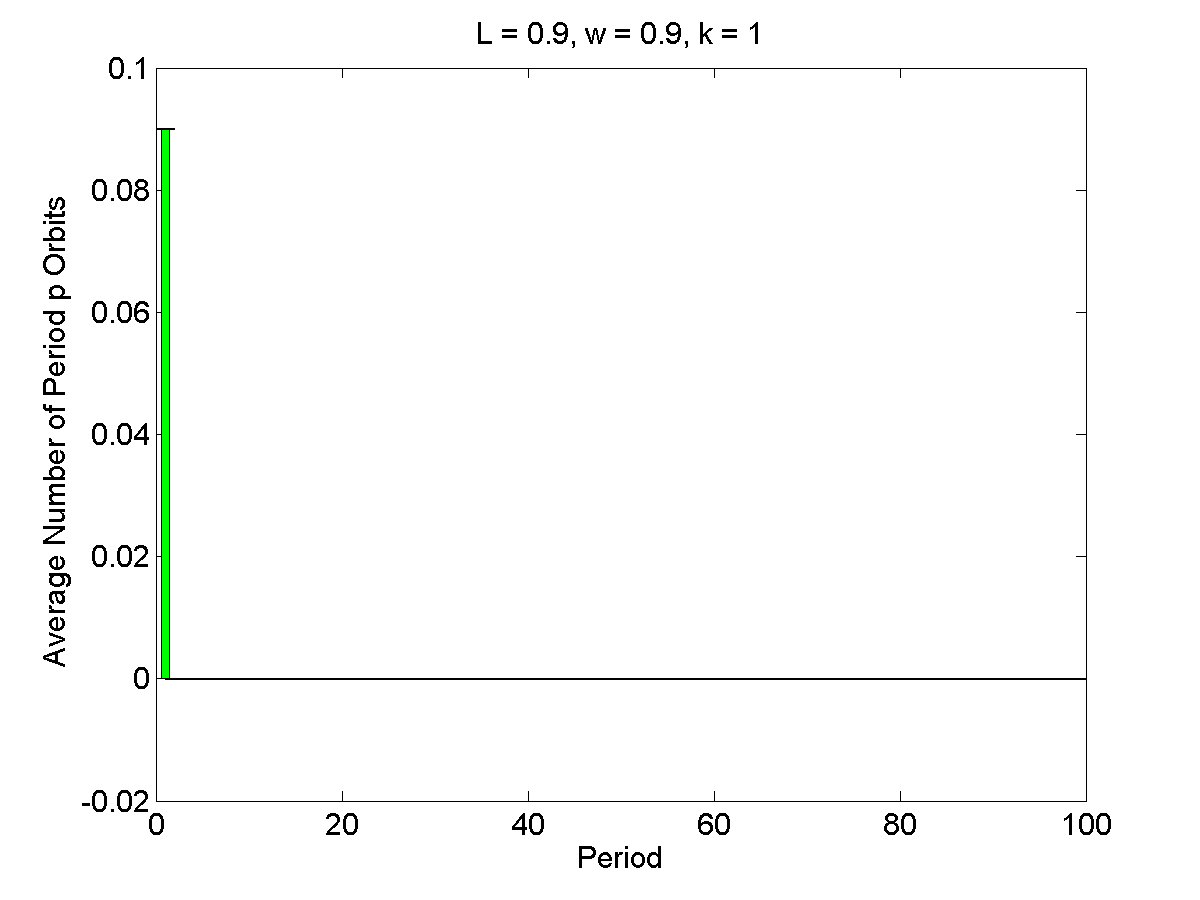 L = 0.9, w = 0.9, k = 1
0.1
0.08
0.06
0.04
0.02
0
-0.02
Average Number of Period p Orbits
0 20 40 60 80 100
Period